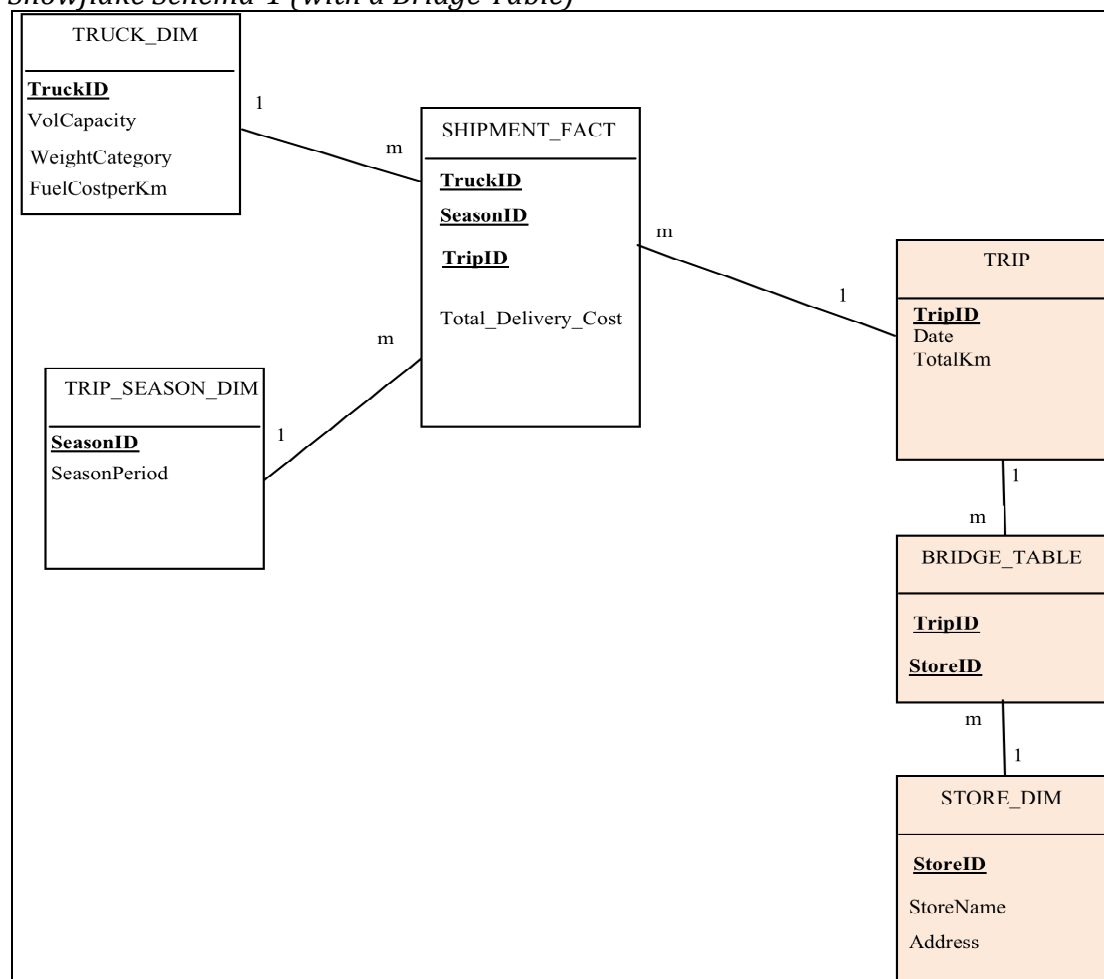 Snowflake Schema-1 (with a Bridge Table)
TRUCK_DIM
TruckID
VolCapacity
WeightCategory
FuelCostperKm
1
m
SHIPMENT_FACT
TruckID
SeasonID
TripID
Total_Delivery_Cost
m
1
TRIP
TripID
Date
TotalKm
m
1
TRIP_SEASON_DIM
SeasonID
SeasonPeriod
1
m
BRIDGE_TABLE
TripID
StoreID
m
1
STORE_DIM
StoreID
StoreName
Address